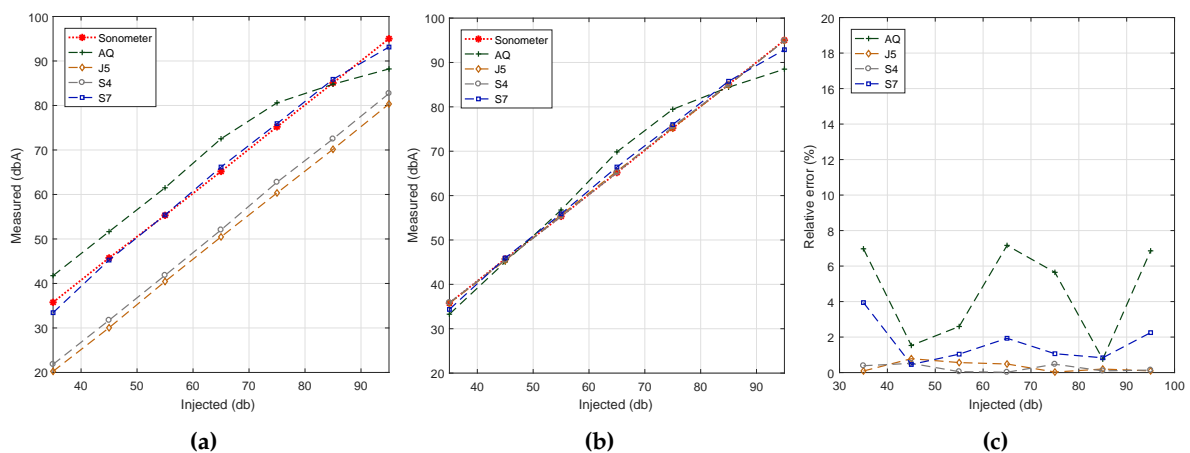 100
90
80
70
60
50
40
30
20
Measured (dbA)
40 50 60 70 80 90
Injected (db)
Sonometer
AQ
J5
S4
S7
(a)
100
90
80
70
60
50
40
30
20
Measured (dbA)
40 50 60 70 80 90
Injected (db)
Sonometer
AQ
J5
S4
S7
(b)
20
18
16
14
12
10
8
6
4
2
0
Relative error (%)
30 40 50 60 70 80 90 100
Injected (db)
AQ
J5
S4
S7
(c)